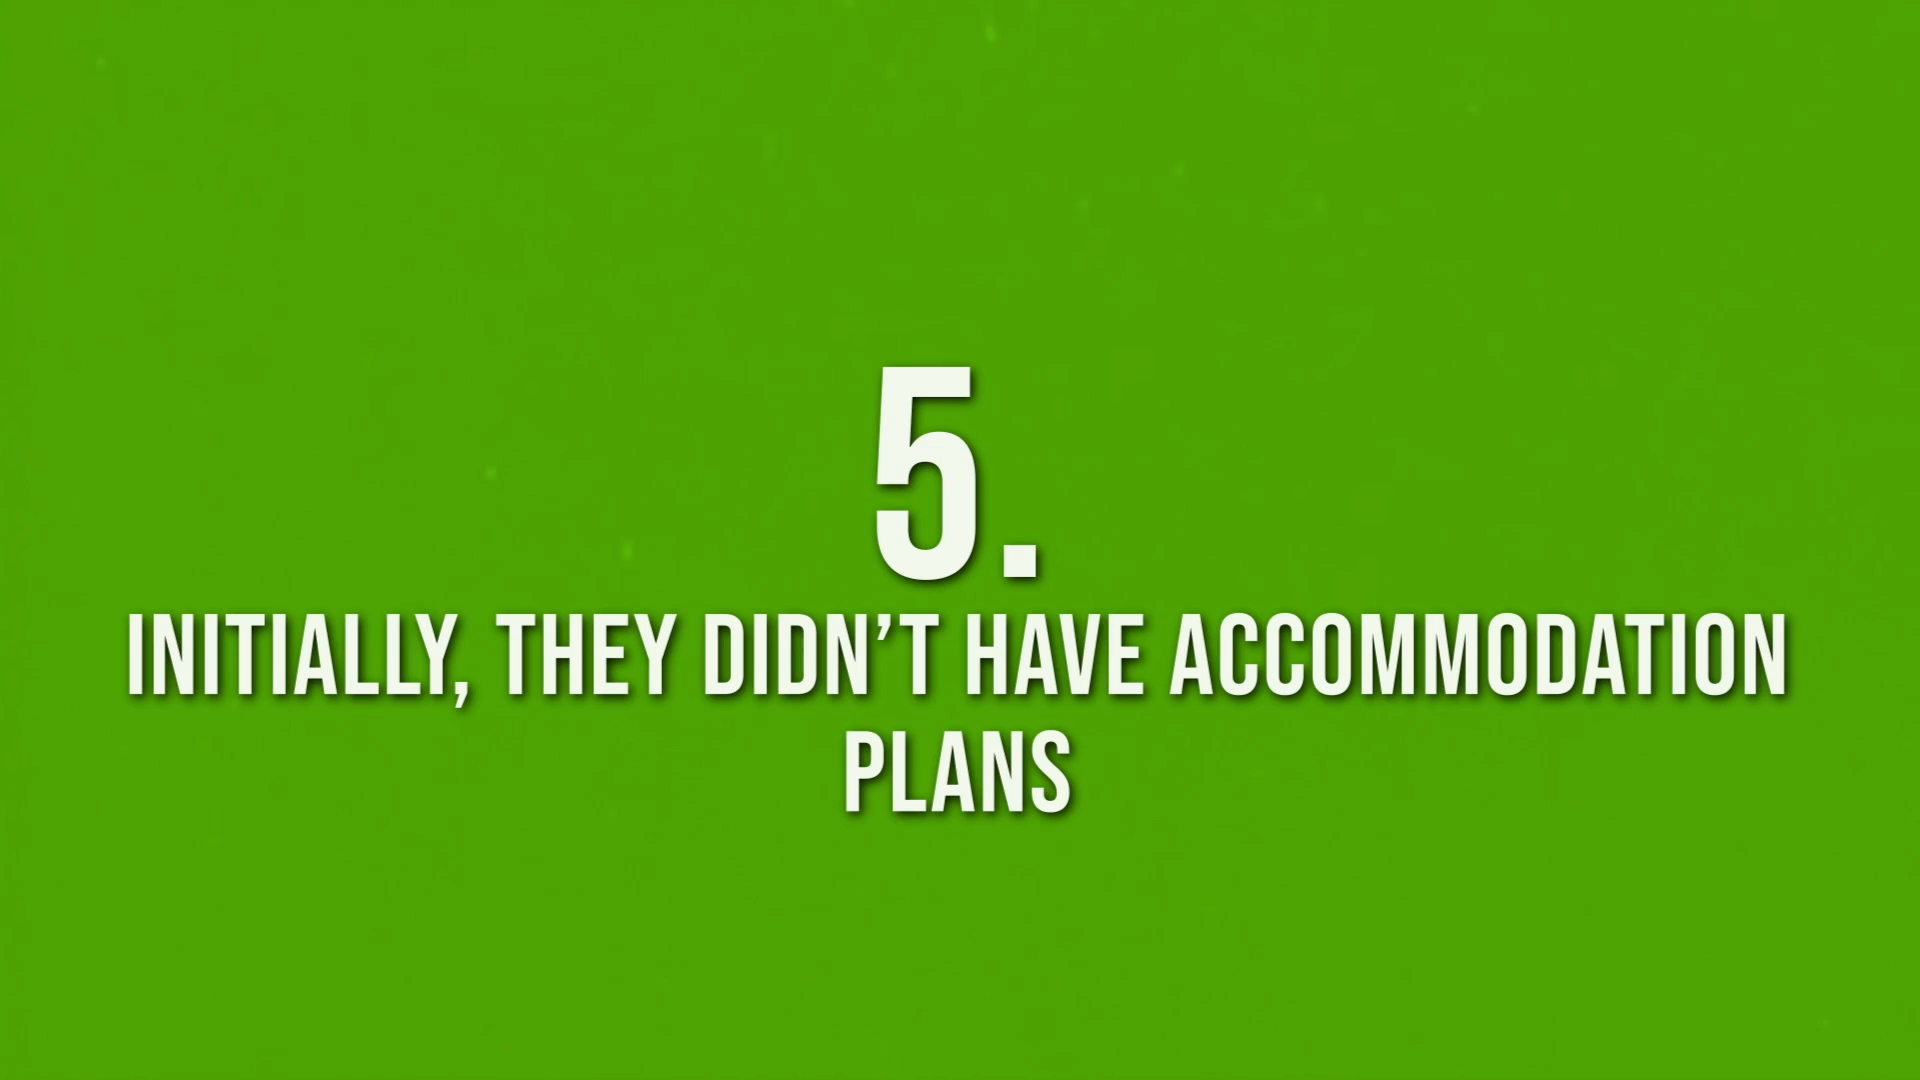 5.
INITIALLY, THEY DIDN’T HAVE ACCOMMODATION
PLANS